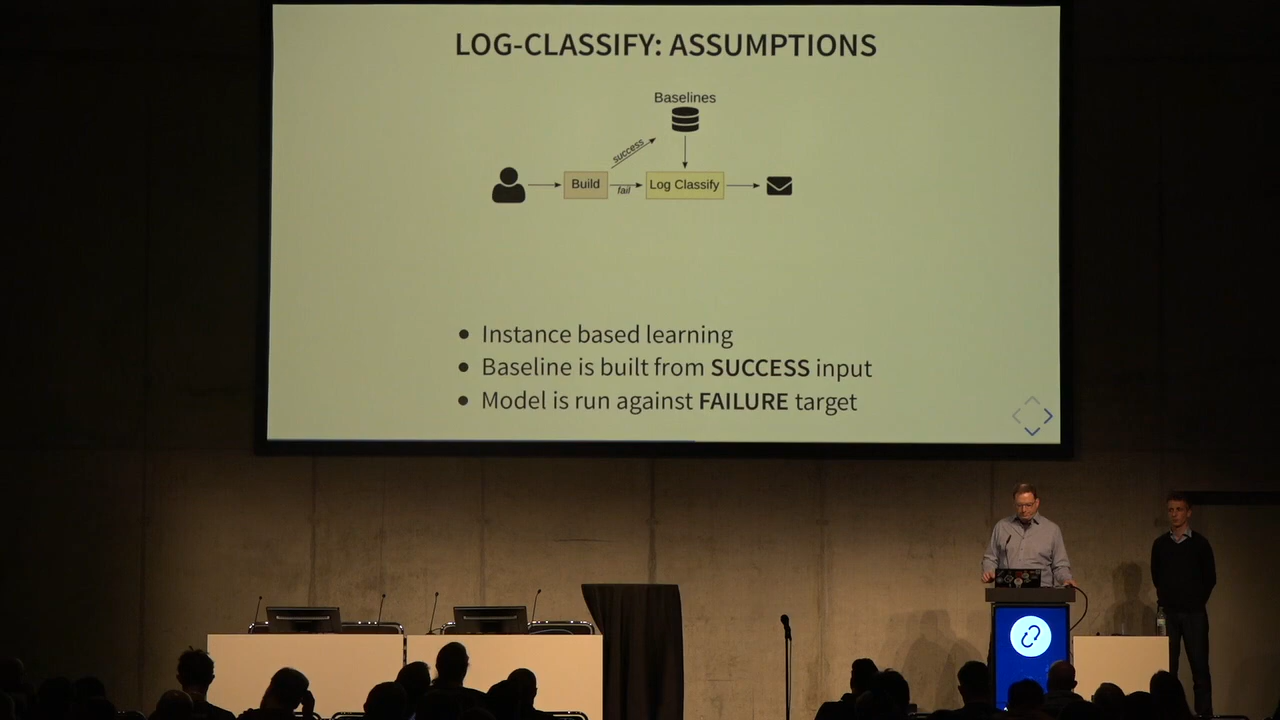 LOG-CLASSIFY: ASSUMPTIONS
Baselines
success
Build
fail
Log Classify
Instance based learning
Baseline is built from SUCCESS input
Model is run against FAILURE target